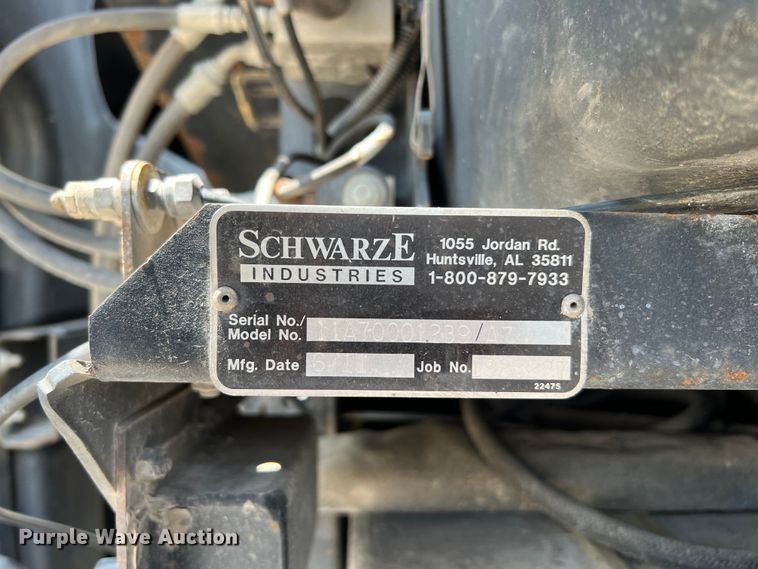 SCHWARZE
INDUSTRIES
1055 Jordan Rd.
Huntsville, AL 35811
1-800-879-7933
Serial No./
Model No.
Mfg. Date
Job No.
22475
Purple Wave Auction